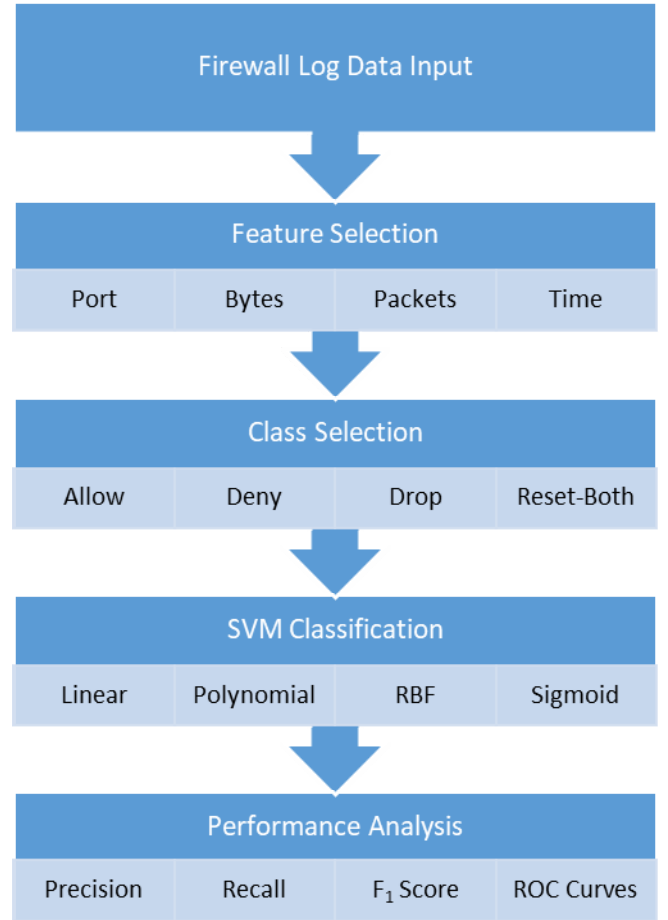 Firewall Log Data Input
Feature Selection
Port Bytes Packets Time
Class Selection
Allow Deny Drop Reset-Both
SVM Classification
Linear Polynomial RBF Sigmoid
Performance Analysis
Precision Recall F₁ Score ROC Curves